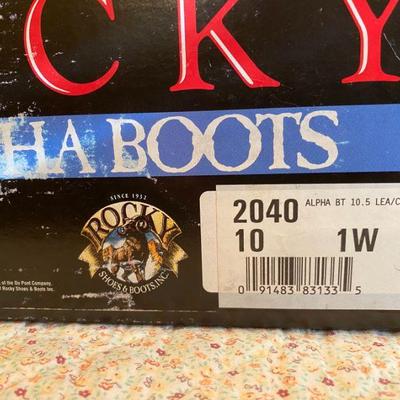 CKY
HA BOOTS
SINCE 1932
ROCKY
SHOES & BOOTS, INC.
2040 ALPHA BT 10.5 LEA/C
10 1W
0 91483 83133 5
of the Du Pont Company.
Rocky Shoes & Boots Inc.